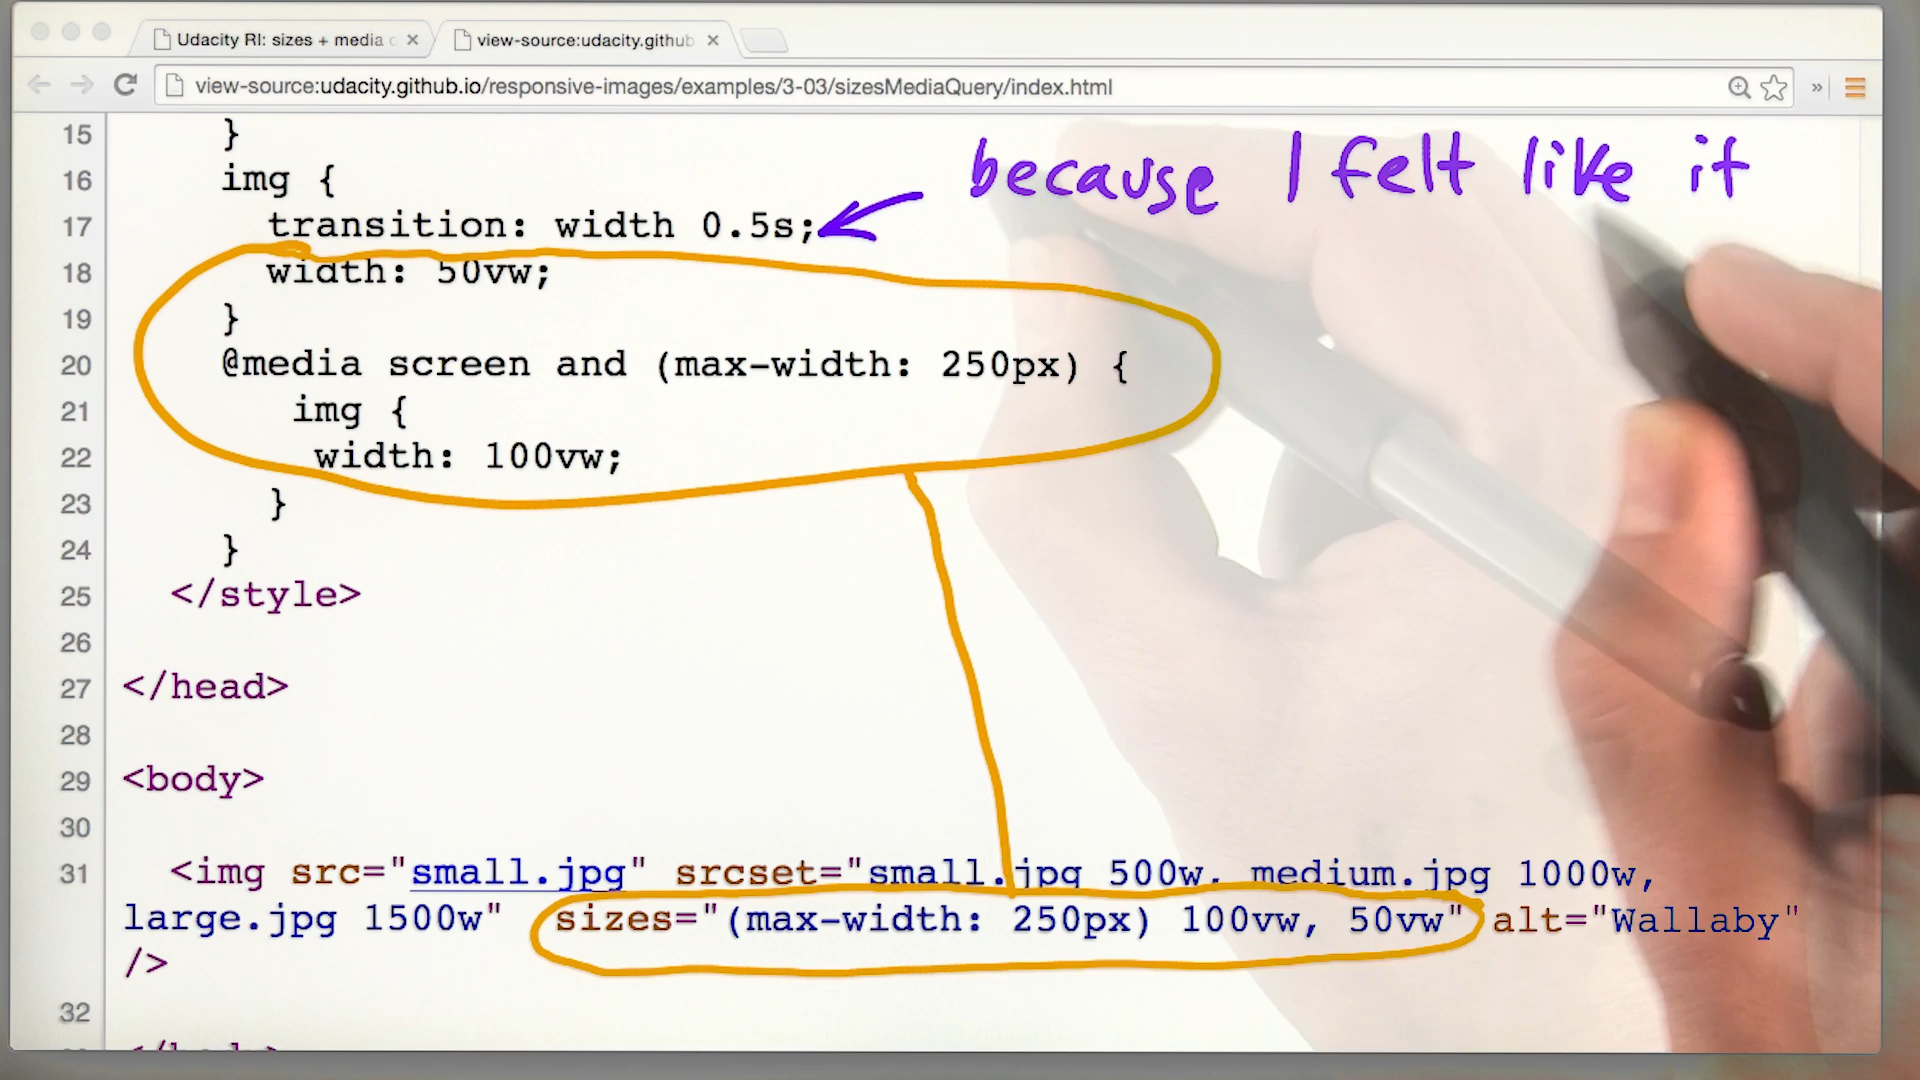 Udacity RI: sizes + media
view-source:udacity.github
view-source:udacity.github.io/responsive-images/examples/3-03/sizesMediaQuery/index.html
»
15 }
because I felt like it
16 img {
17 transition: width 0.5s;
18 width: 50vw;
19 }
20 @media screen and (max-width: 250px) {
21 img {
22 width: 100vw;
23 }
24 }
25 </style>
26
27 </head>
28
29 <body>
30
31 <img src="small.jpg" srcset="small.jpg 500w, medium.jpg 1000w,
large.jpg 1500w" sizes="(max-width: 250px) 100vw, 50vw" alt="Wallaby"
/>
32